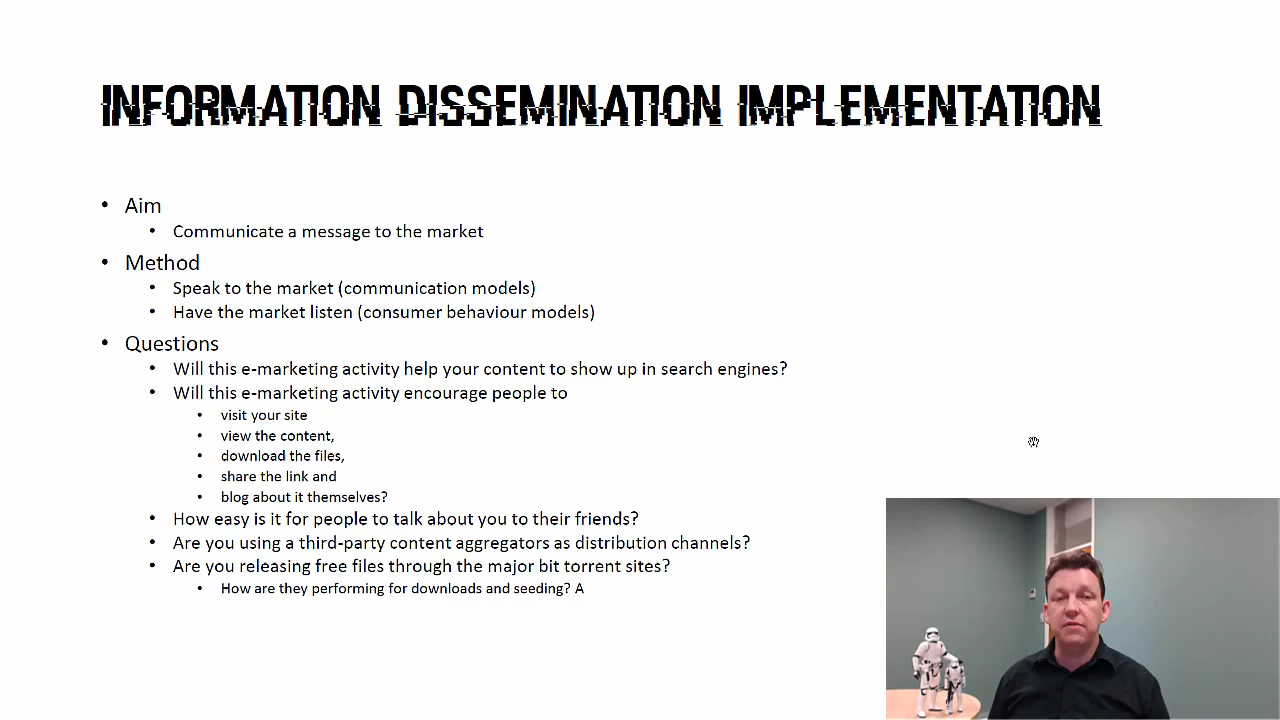 INFORMATION DISSEMINATION IMPLEMENTATION
• Aim
• Communicate a message to the market
• Method
• Speak to the market (communication models)
• Have the market listen (consumer behaviour models)
• Questions
• Will this e-marketing activity help your content to show up in search engines?
• Will this e-marketing activity encourage people to
• visit your site
• view the content,
• download the files,
• share the link and
• blog about it themselves?
• How easy is it for people to talk about you to their friends?
• Are you using a third-party content aggregators as distribution channels?
• Are you releasing free files through the major bit torrent sites?
• How are they performing for downloads and seeding? A